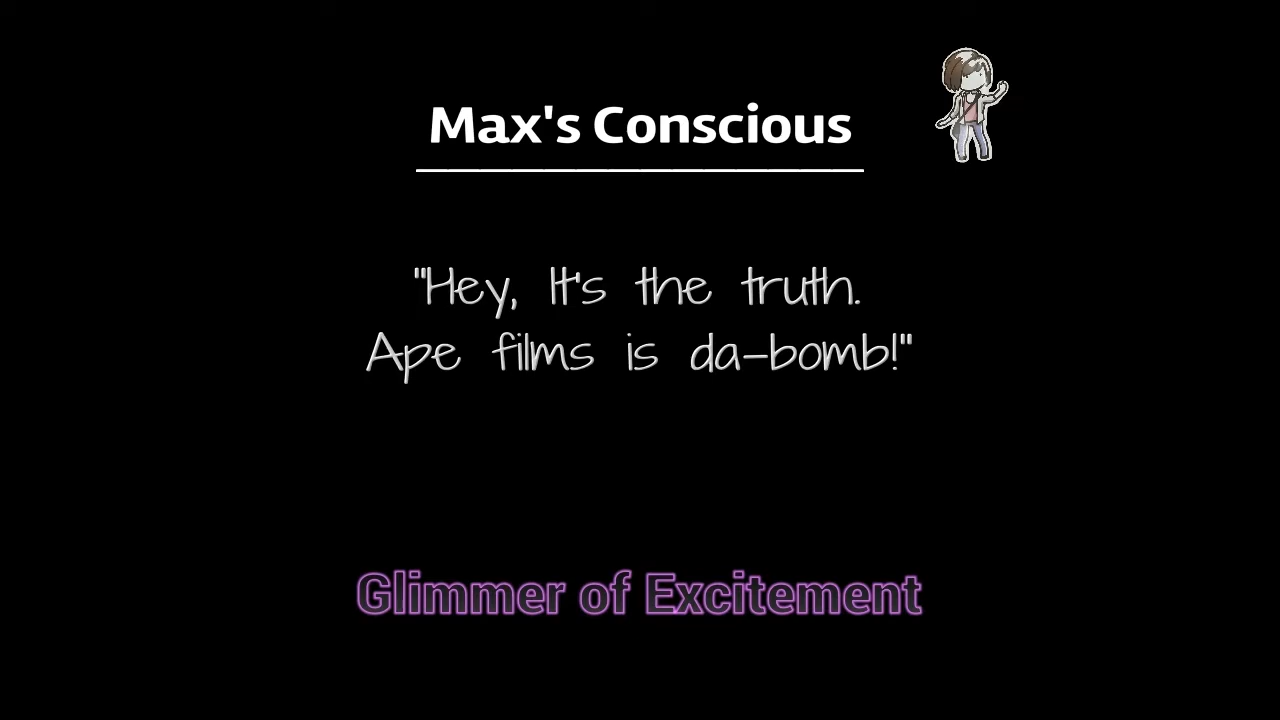 Max's Conscious
"Hey, It's the truth.
Ape films is da-bomb!"
Glimmer of Excitement